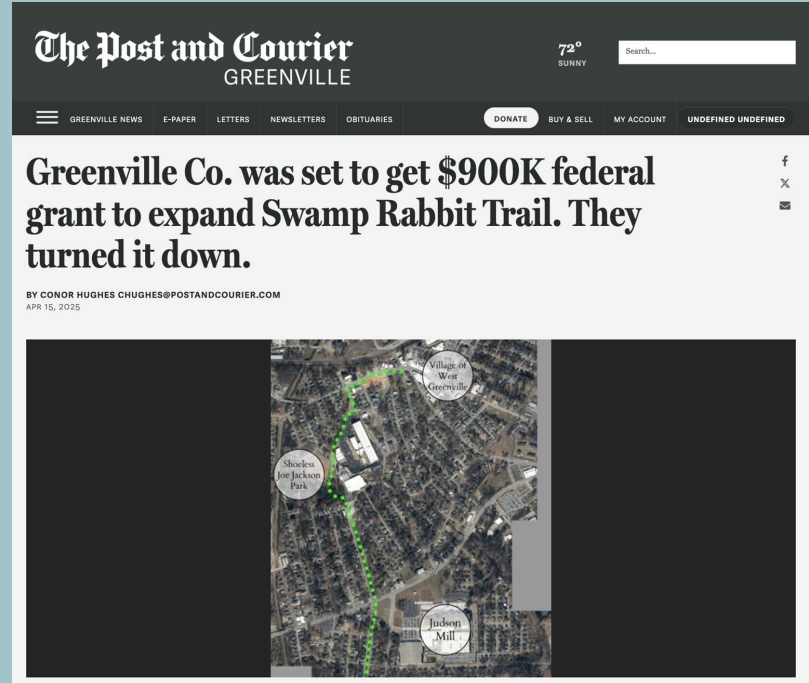 The Post and Courier
GREENVILLE
72°
SUNNY
Search...
GREENVILLE NEWS
E-PAPER
LETTERS
NEWSLETTERS
OBITUARIES
DONATE
BUY & SELL
MY ACCOUNT
UNDEFINED UNDEFINED
Greenville Co. was set to get $900K federal
grant to expand Swamp Rabbit Trail. They
turned it down.
BY CONOR HUGHES CHUGHES@POSTANDCOURIER.COM
APR 15, 2025
Village of
West
Greenville
Shoeless
Joe Jackson
Park
Judson
Mill